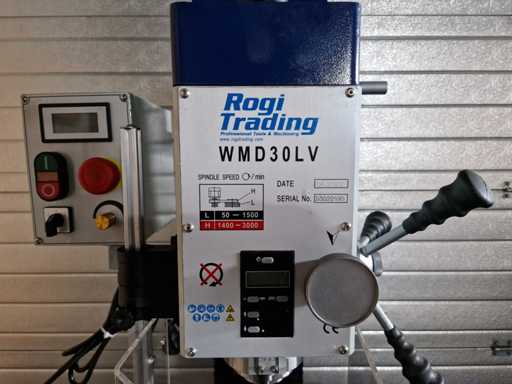 Rogi
Trading
Professional Tools & Machinery
www.rogitrading.com
WMD30LV
SPINDLE SPEED /min
H
L
L 50-1500
H 1400-3000
DATE
SERIAL No.
CE